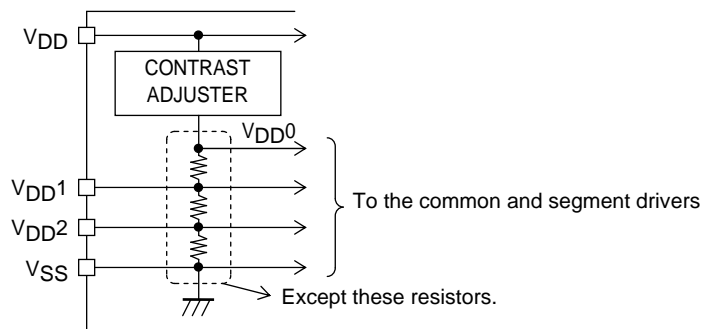 VDD
CONTRAST
ADJUSTER
VDD0
VDD1
To the common and segment drivers
VDD2
VSS
Except these resistors.